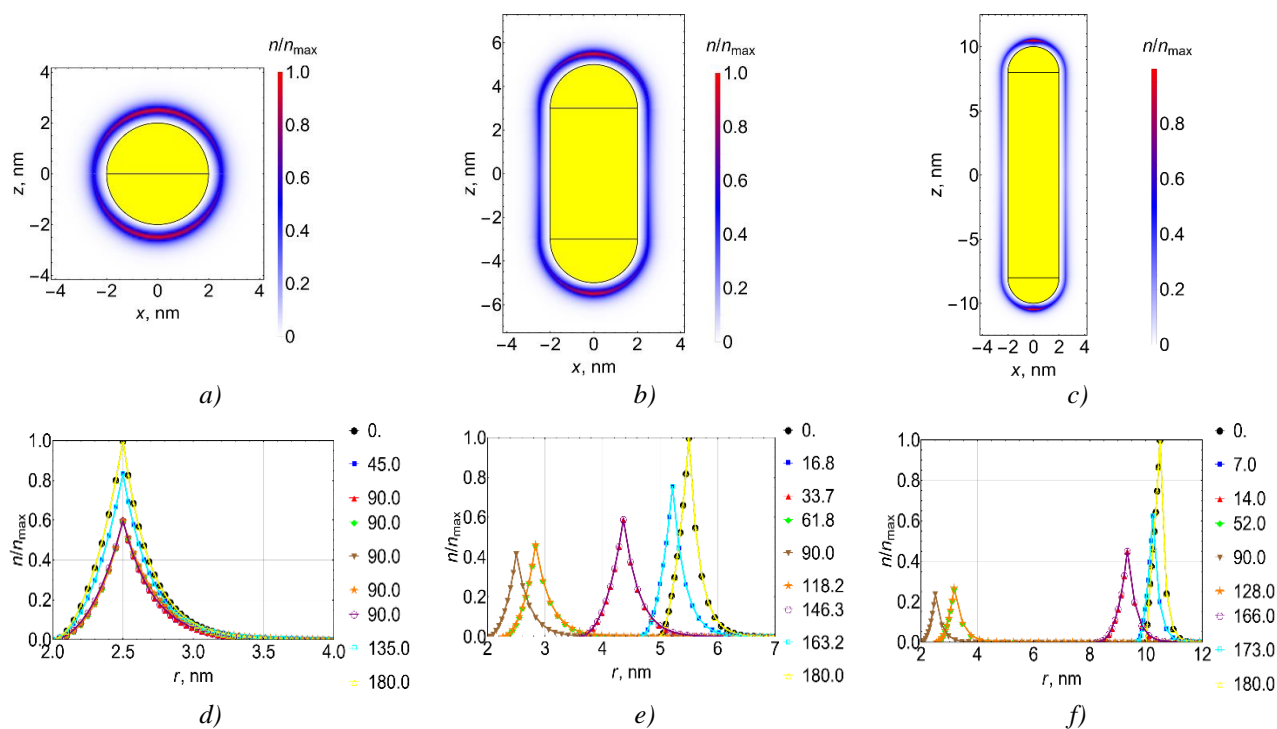 n/nmax
1.0
0.8
0.6
0.4
0.2
0
z, nm
4
2
0
−2
−4
−4 −2 0 2 4
x, nm
a)
n/nmax
1.0
0.8
0.6
0.4
0.2
0
z, nm
6
4
2
0
−2
−4
−6
−4 −2 0 2 4
x, nm
b)
n/nmax
0.8
0.6
0.4
0.2
0
z, nm
10
5
0
−5
−10
−4 −2 0 2 4
x, nm
c)
n/nmax
1.0
0.8
0.6
0.4
0.2
0.0
2.0 2.5 3.0 3.5 4.0
r, nm
0.
45.0
90.0
90.0
90.0
90.0
90.0
135.0
180.0
d)
n/nmax
1.0
0.8
0.6
0.4
0.2
0.0
2 3 4 5 6 7
r, nm
0.
16.8
33.7
61.8
90.0
118.2
146.3
163.2
180.0
e)
n/nmax
1.0
0.8
0.6
0.4
0.2
0.0
2 4 6 8 10 12
r, nm
0.
7.0
14.0
52.0
90.0
128.0
166.0
173.0
180.0
f)